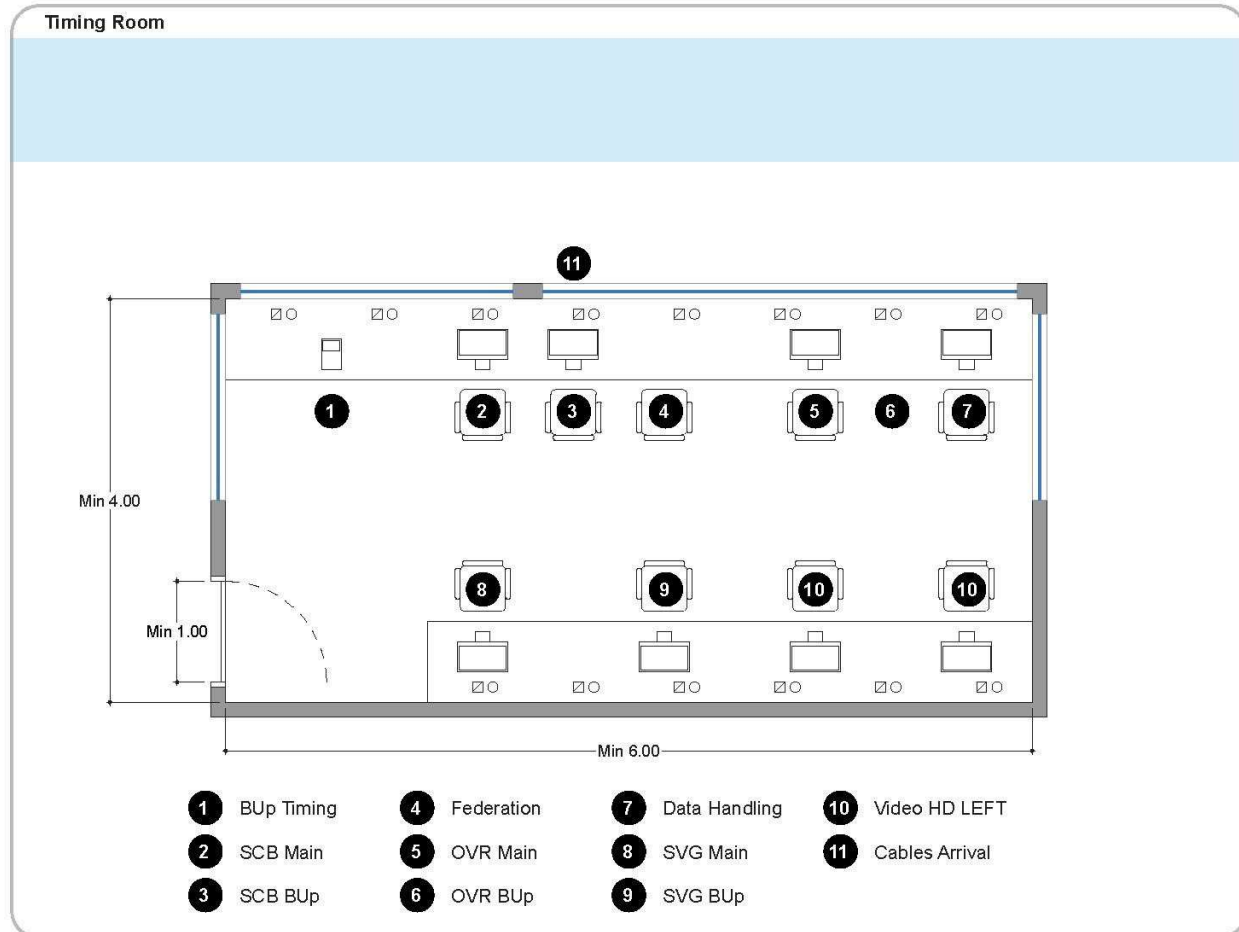 Timing Room
11
1 2 3 4 5 6 7
Min 4.00
8 9 10 10
Min 1.00
Min 6.00
1 BUp Timing 4 Federation 7 Data Handling 10 Video HD LEFT
2 SCB Main 5 OVR Main 8 SVG Main 11 Cables Arrival
3 SCB BUp 6 OVR BUp 9 SVG BUp